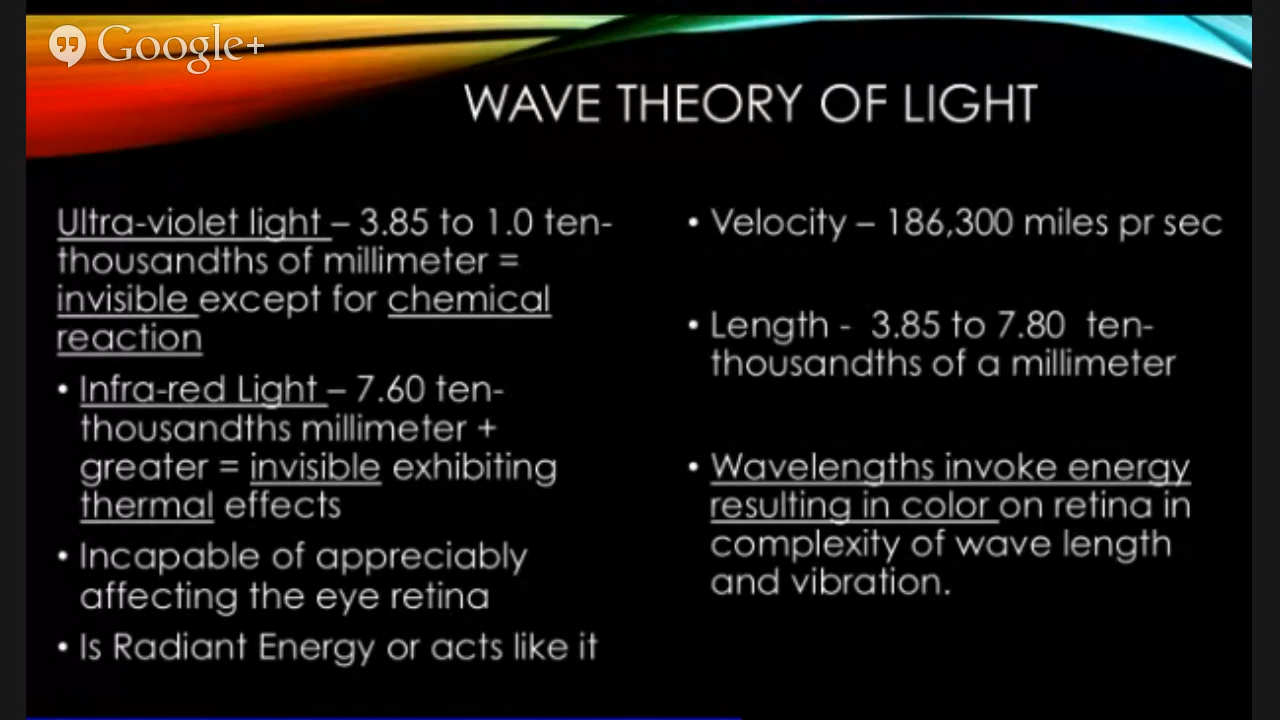 Google+
WAVE THEORY OF LIGHT
Ultra-violet light – 3.85 to 1.0 ten-
thousandths of millimeter =
invisible except for chemical
reaction
• Infra-red Light – 7.60 ten-
thousandths millimeter +
greater = invisible exhibiting
thermal effects
• Incapable of appreciably
affecting the eye retina
• Is Radiant Energy or acts like it
• Velocity – 186,300 miles pr sec
• Length - 3.85 to 7.80 ten-
thousandths of a millimeter
• Wavelengths invoke energy
resulting in color on retina in
complexity of wave length
and vibration.